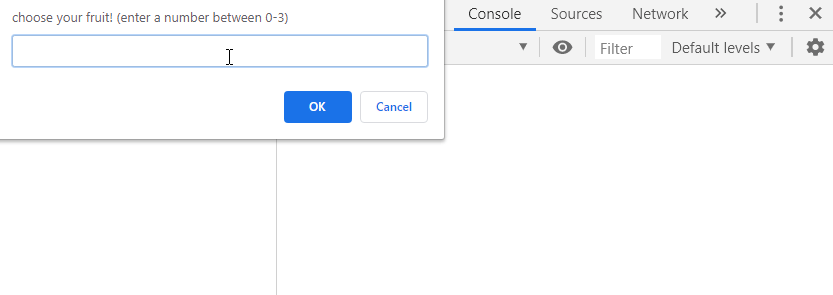 choose your fruit! (enter a number between 0-3)
OK Cancel
Console Sources Network
Filter Default levels